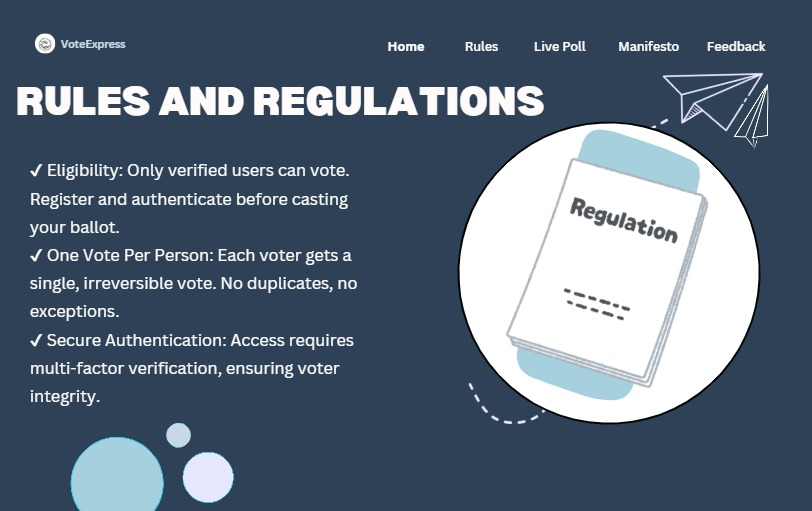 VoteExpress
Home Rules Live Poll Manifesto Feedback
RULES AND REGULATIONS
✓ Eligibility: Only verified users can vote.
Register and authenticate before casting
your ballot.
✓ One Vote Per Person: Each voter gets a
single, irreversible vote. No duplicates, no
exceptions.
✓ Secure Authentication: Access requires
multi-factor verification, ensuring voter
integrity.
Regulation